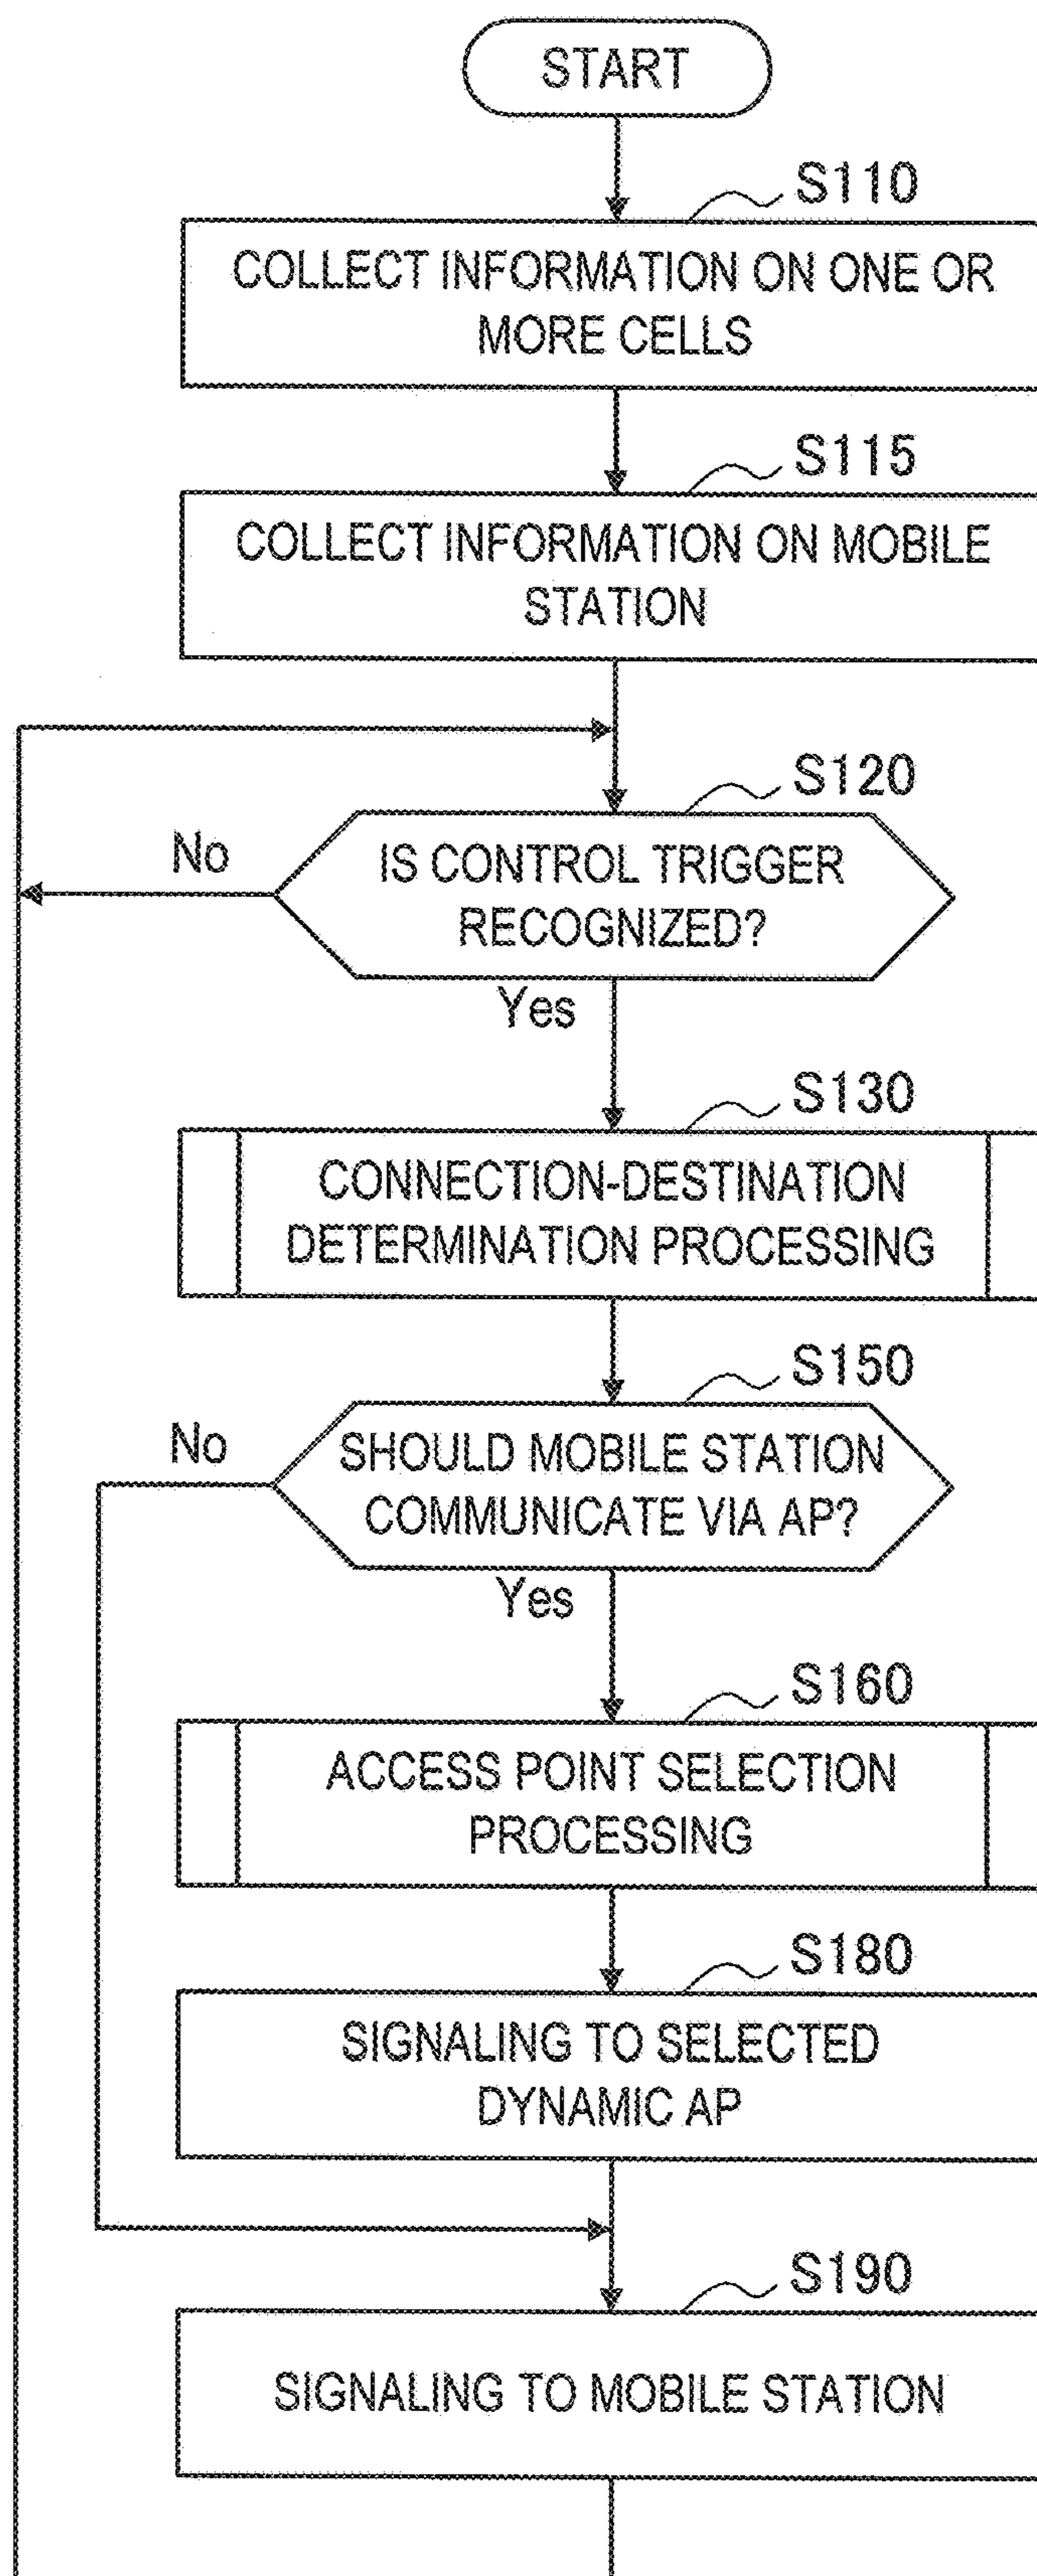 START
S110
COLLECT INFORMATION ON ONE OR
MORE CELLS
S115
COLLECT INFORMATION ON MOBILE
STATION
S120
No
IS CONTROL TRIGGER
RECOGNIZED?
Yes
S130
CONNECTION-DESTINATION
DETERMINATION PROCESSING
S150
No
SHOULD MOBILE STATION
COMMUNICATE VIA AP?
Yes
S160
ACCESS POINT SELECTION
PROCESSING
S180
SIGNALING TO SELECTED
DYNAMIC AP
S190
SIGNALING TO MOBILE STATION